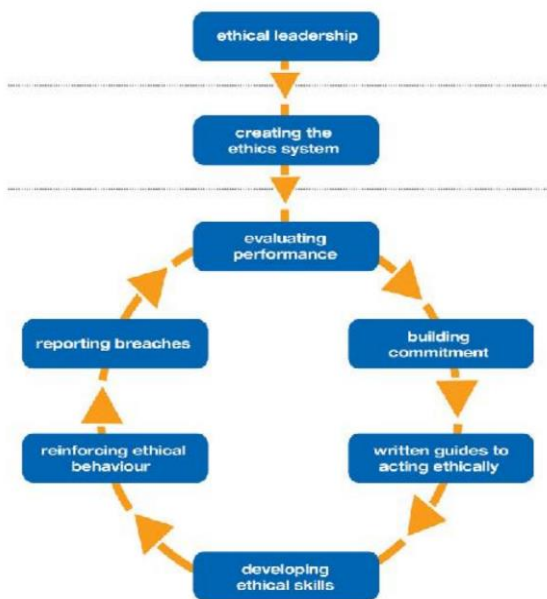 ethical leadership
creating the
ethics system
evaluating
performance
building
commitment
written guides to
acting ethically
developing
ethical skills
reinforcing ethical
behaviour
reporting breaches